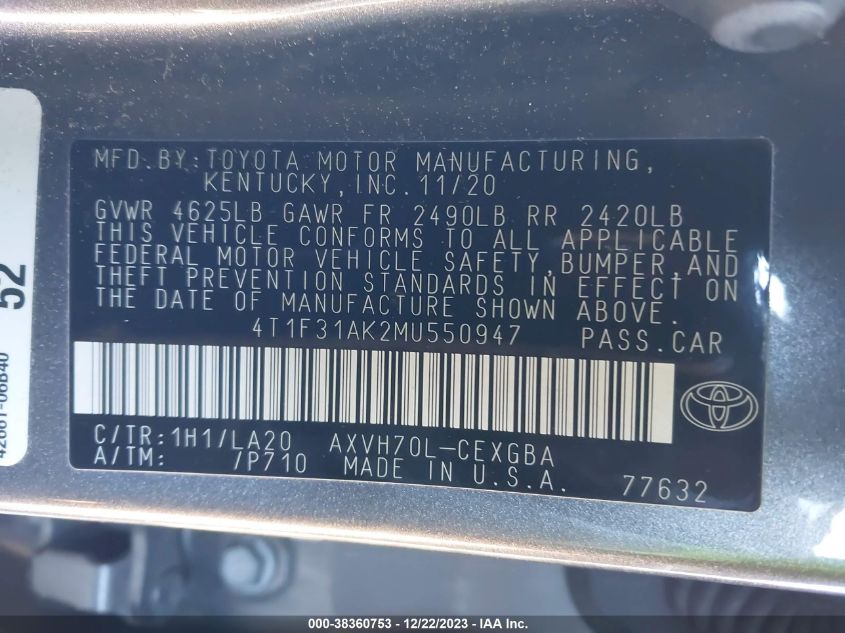 MFD.BY:TOYOTA MOTOR MANUFACTURING,
KENTUCKY, INC. 11/20
GVWR 4625LB GAWR FR 2490LB RR 2420LB
THIS VEHICLE CONFORMS TO ALL APPLICABLE
FEDERAL MOTOR VEHICLE SAFETY, BUMPER, AND
THEFT PREVENTION STANDARDS IN EFFECT ON
THE DATE OF MANUFACTURE SHOWN ABOVE.
4T1F31AK2MU550947 PASS.CAR
C/TR:1H1/LA20 AXVH70L-CEXGBA
A/TM: 7P710 MADE IN U.S.A. 77632
52
42661-06B40
000-38360753 - 12/22/2023 - IAA Inc.